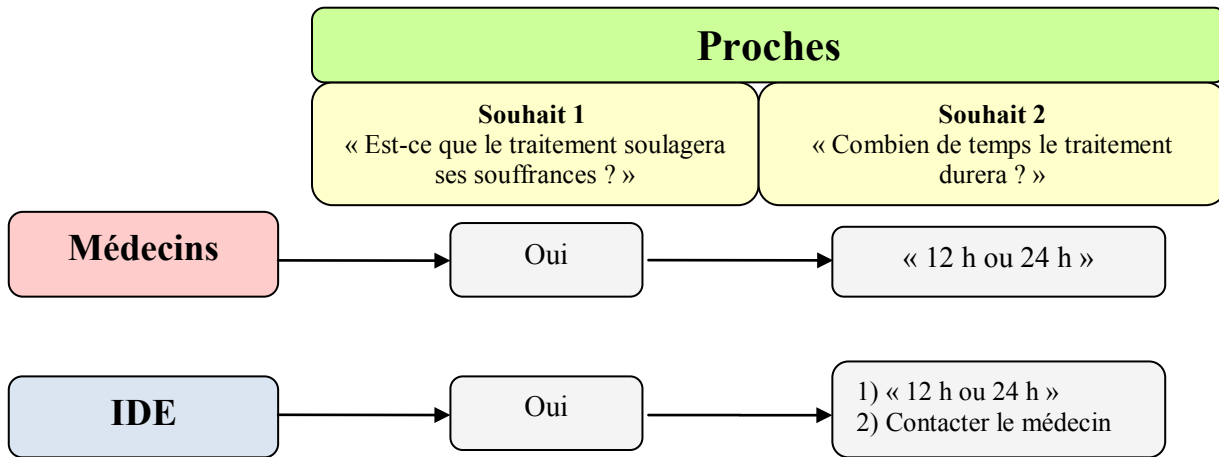 Proches
Souhait 1
« Est-ce que le traitement soulagera
ses souffrances ? »
Souhait 2
« Combien de temps le traitement
durera ? »
Médecins
Oui
« 12 h ou 24 h »
IDE
Oui
1) « 12 h ou 24 h »
2) Contacter le médecin